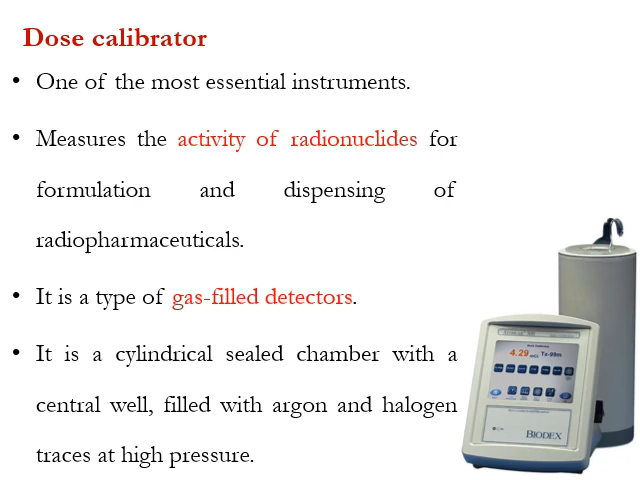 Dose calibrator
• One of the most essential instruments.
• Measures the activity of radionuclides for
formulation and dispensing of
radiopharmaceuticals.
• It is a type of gas-filled detectors.
• It is a cylindrical sealed chamber with a
central well, filled with argon and halogen
traces at high pressure.
4.29 mCi Tc-99m
BIODEX